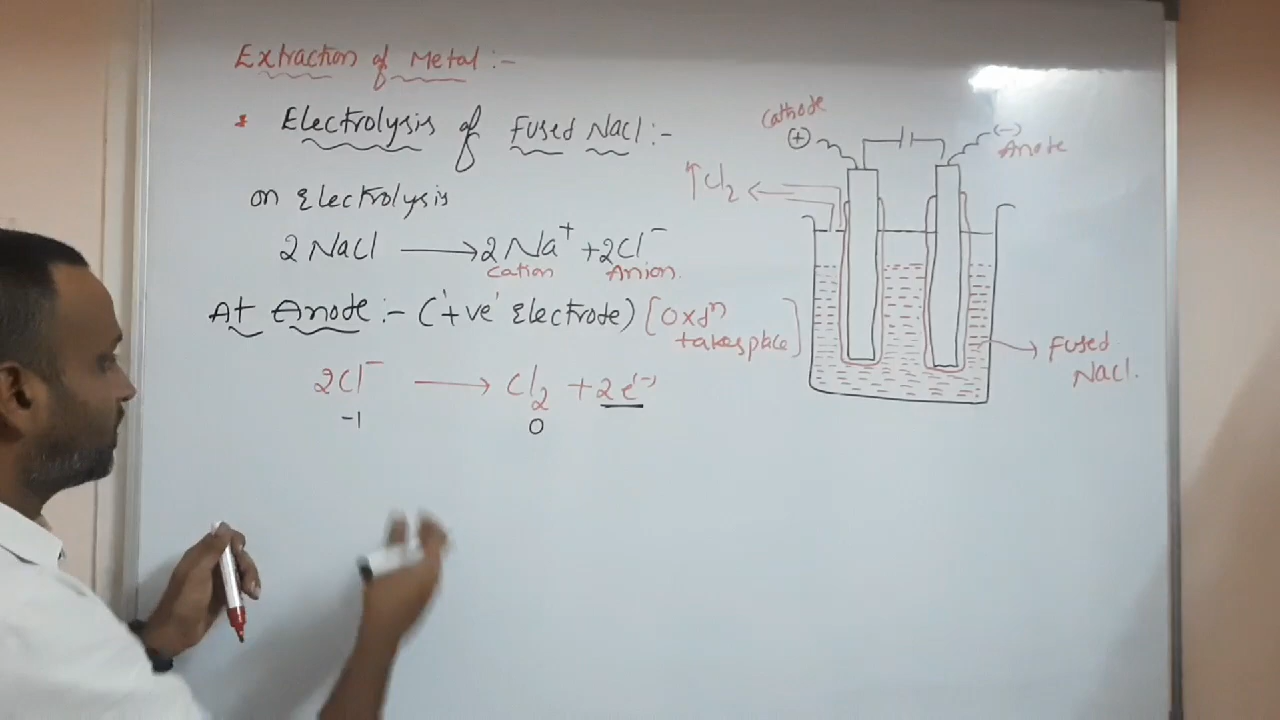 Extraction of Metal:-
* Electrolysis of Fused Nacl:-
on Electrolysis
2 NaCl ⟶ 2 Na⁺ + 2Cl⁻
Cation Anion.
At Anode:- ('+ve' Electrode) [Oxdⁿ
takesplace]
2Cl⁻ ⟶ Cl₂ + 2e⁽⁻⁾
-1 0
Cathode
⊕
(-)
Anode
↑Cl₂
Fused
Nacl.